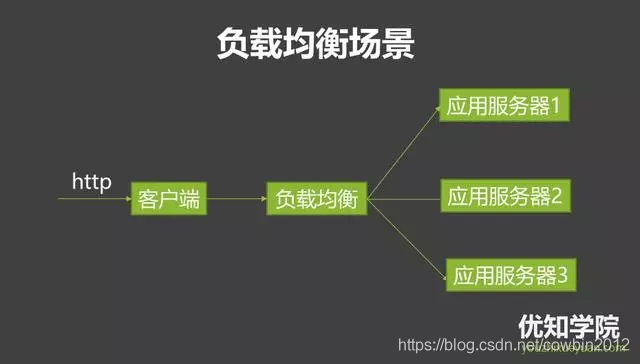 负载均衡场景
应用服务器1
http
客户端
负载均衡
应用服务器2
应用服务器3
优知学院
https://blog.csdn.net/cowbin2012